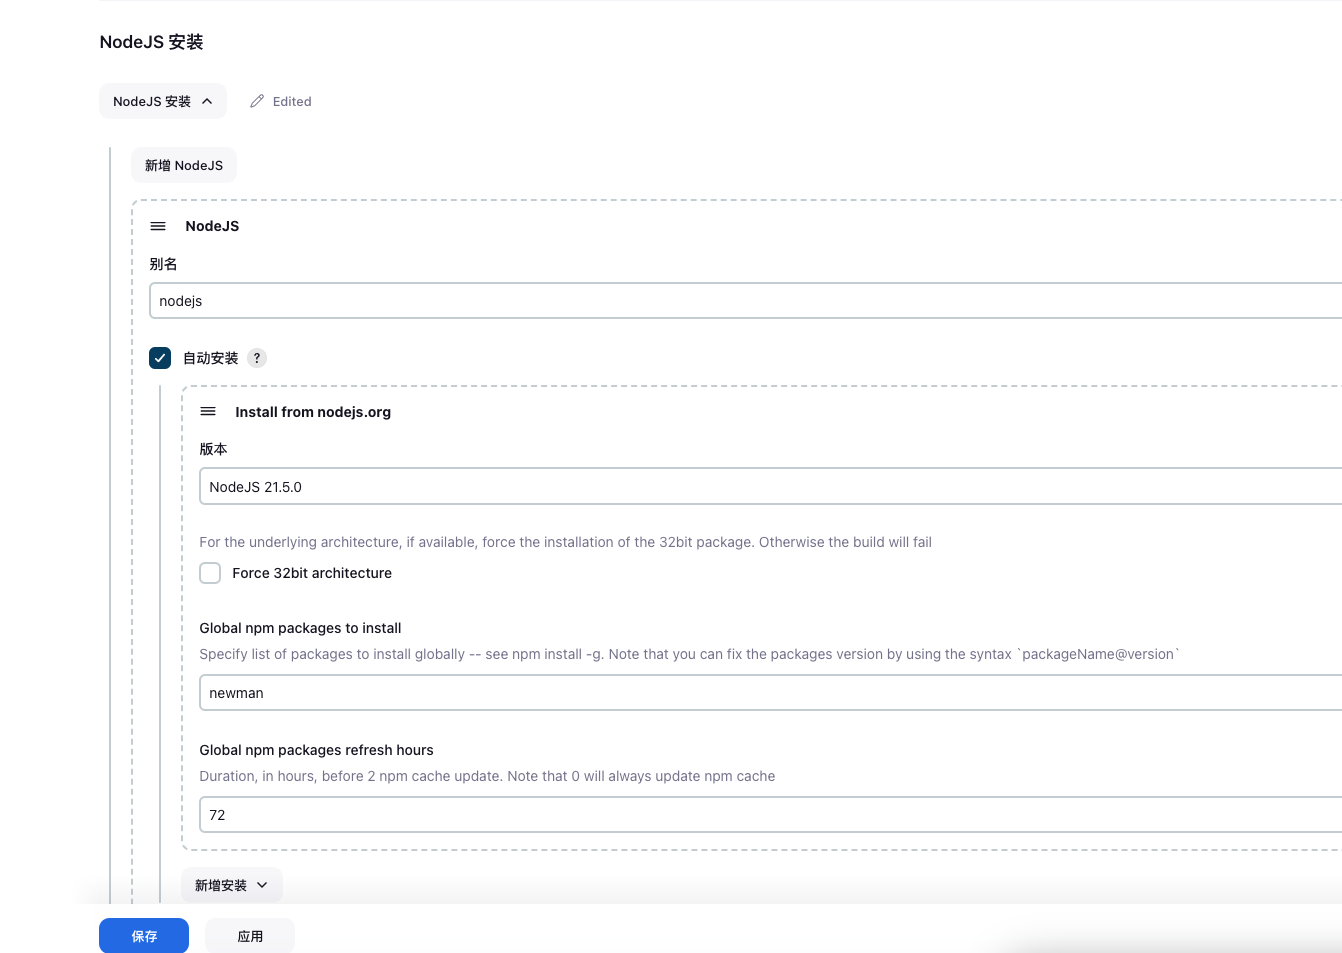 NodeJS 安装
NodeJS 安装
Edited
新增 NodeJS
NodeJS
别名
nodejs
自动安装 ?
Install from nodejs.org
版本
NodeJS 21.5.0
For the underlying architecture, if available, force the installation of the 32bit package. Otherwise the build will fail
Force 32bit architecture
Global npm packages to install
Specify list of packages to install globally -- see npm install -g. Note that you can fix the packages version by using the syntax `packageName@version`
newman
Global npm packages refresh hours
Duration, in hours, before 2 npm cache update. Note that 0 will always update npm cache
72
新增安装
保存
应用